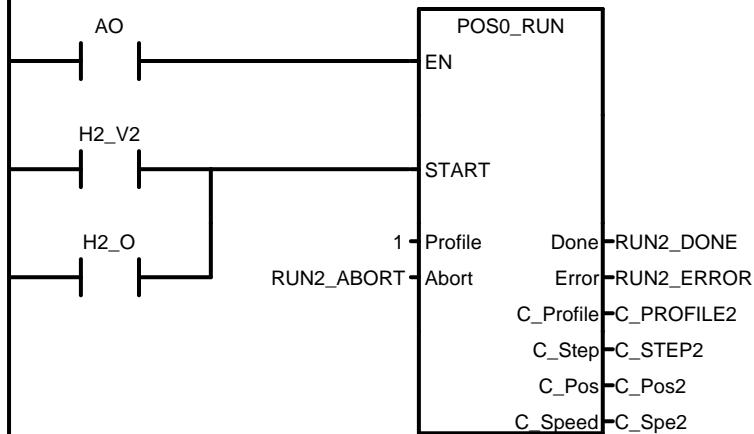 AO POS0_RUN
EN
H2_V2
START
H2_O
1 Profile Done RUN2_DONE
RUN2_ABORT Abort Error RUN2_ERROR
C_Profile C_PROFILE2
C_Step C_STEP2
C_Pos C_Pos2
C_Speed C_Spe2